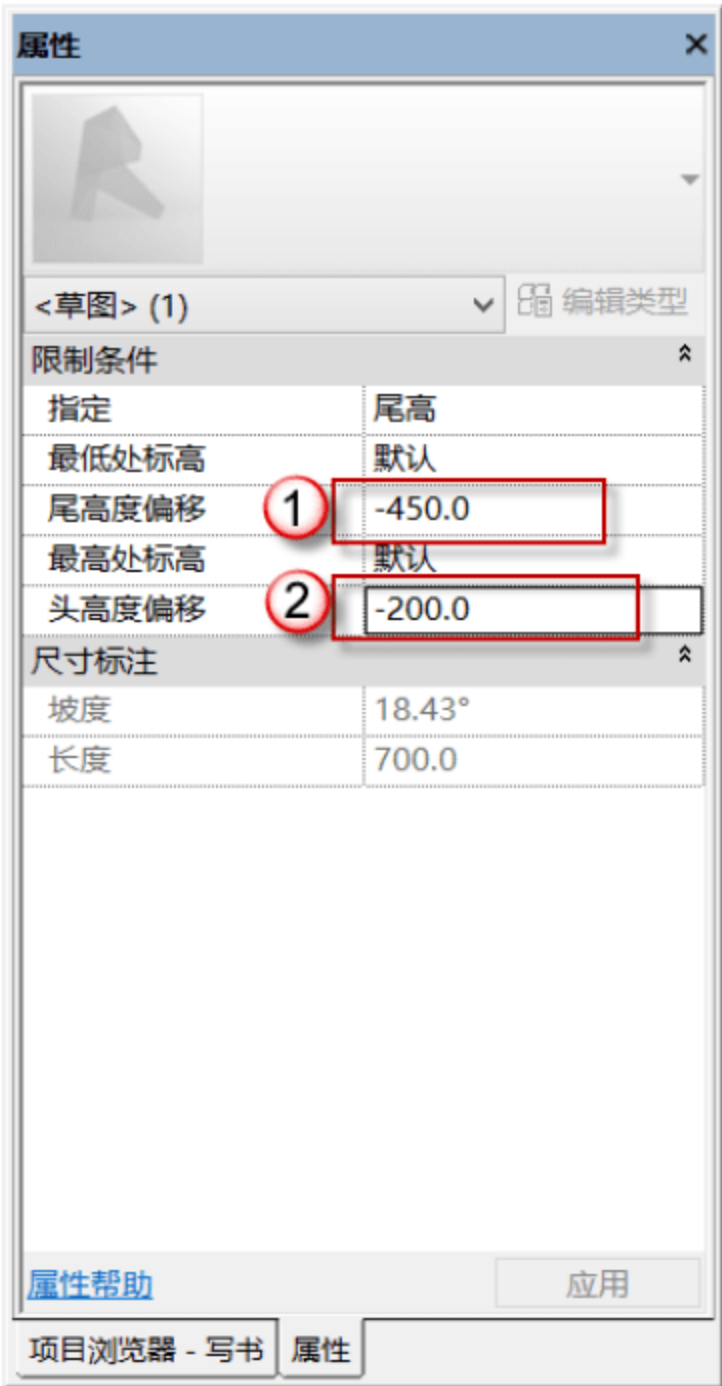 属性
<草图> (1) 编辑类型
限制条件
指定 尾高
最低处标高 默认
尾高度偏移 1 -450.0
最高处标高 默认
头高度偏移 2 -200.0
尺寸标注
坡度 18.43°
长度 700.0
属性帮助 应用
项目浏览器 - 写书 属性